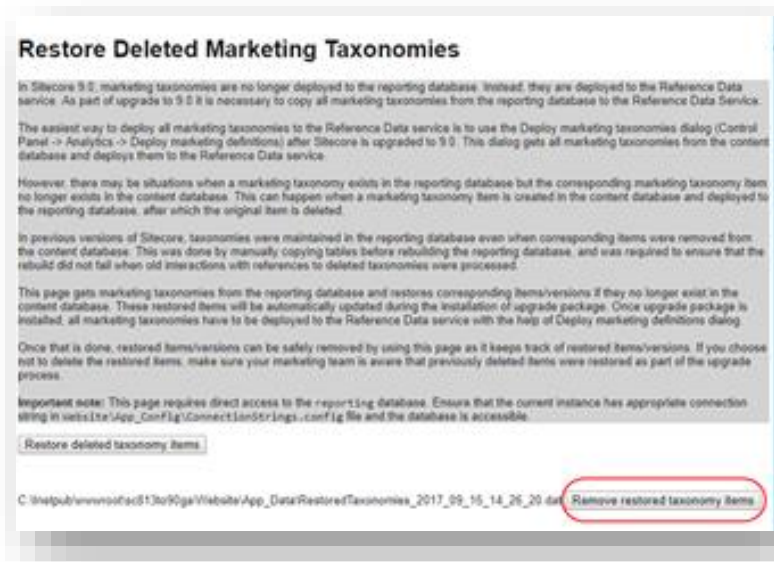 Restore Deleted Marketing Taxonomies
In Sitecore 9.0, marketing taxonomies are no longer deployed to the reporting database. Instead, they are deployed to the Reference Data
service. As part of upgrade to 9.0 it is necessary to copy all marketing taxonomies from the reporting database to the Reference Data Service.
The easiest way to deploy all marketing taxonomies to the Reference Data service is to use the Deploy marketing taxonomies dialog (Control
Panel -> Analytics -> Deploy marketing definitions) after Sitecore is upgraded to 9.0. This dialog gets all marketing taxonomies from the content
database and deploys them to the Reference Data service.
However, there may be situations when a marketing taxonomy exists in the reporting database but the corresponding marketing taxonomy item
no longer exists in the content database. This can happen when a marketing taxonomy item is created in the content database and deployed to
the reporting database, after which the original item is deleted.
In previous versions of Sitecore, taxonomies were maintained in the reporting database even when corresponding items were removed from
the content database. This was done by manually copying tables before rebuilding the reporting database, and was required to ensure that the
rebuild did not fail when old interactions with references to deleted taxonomies were processed.
This page gets marketing taxonomies from the reporting database and restores corresponding items/versions if they no longer exist in the
content database. These restored items will be automatically updated during the installation of upgrade package. Once upgrade package is
installed, all marketing taxonomies have to be deployed to the Reference Data service with the help of Deploy marketing definitions dialog.
Once that is done, restored items/versions can be safely removed by using this page as it keeps track of restored items/versions. If you choose
not to delete the restored items, make sure your marketing team is aware that previously deleted items were restored as part of the upgrade
process.
Important note: This page requires direct access to the reporting database. Ensure that the current instance has appropriate connection
string in website\App_Config\ConnectionStrings.config file and the database is accessible.
Restore deleted taxonomy items
C:\Inetpub\wwwroot\sc813to90ga\Website\App_Data\RestoredTaxonomies_2017_09_15_14_26_20.dat Remove restored taxonomy items